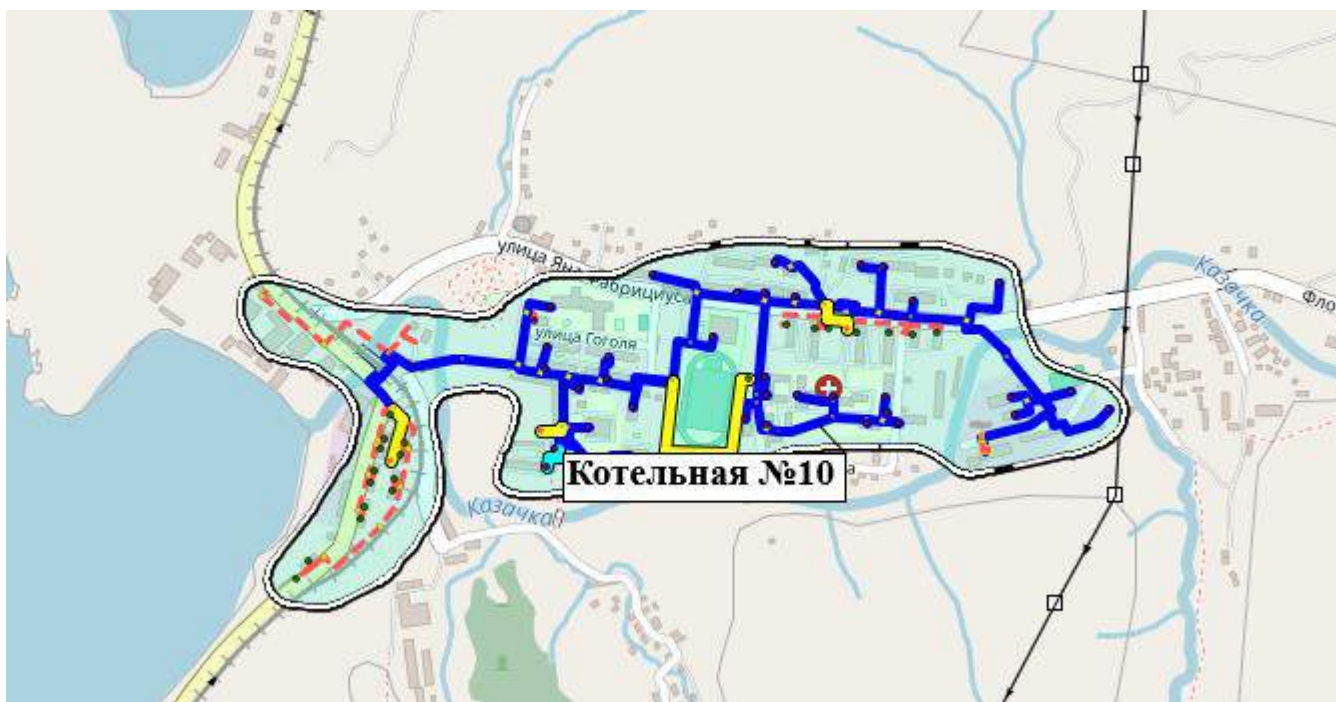 улица Яна Фабрициуса
Казачка
Фло
улица Гоголя
Котельная №10
а
Казачка